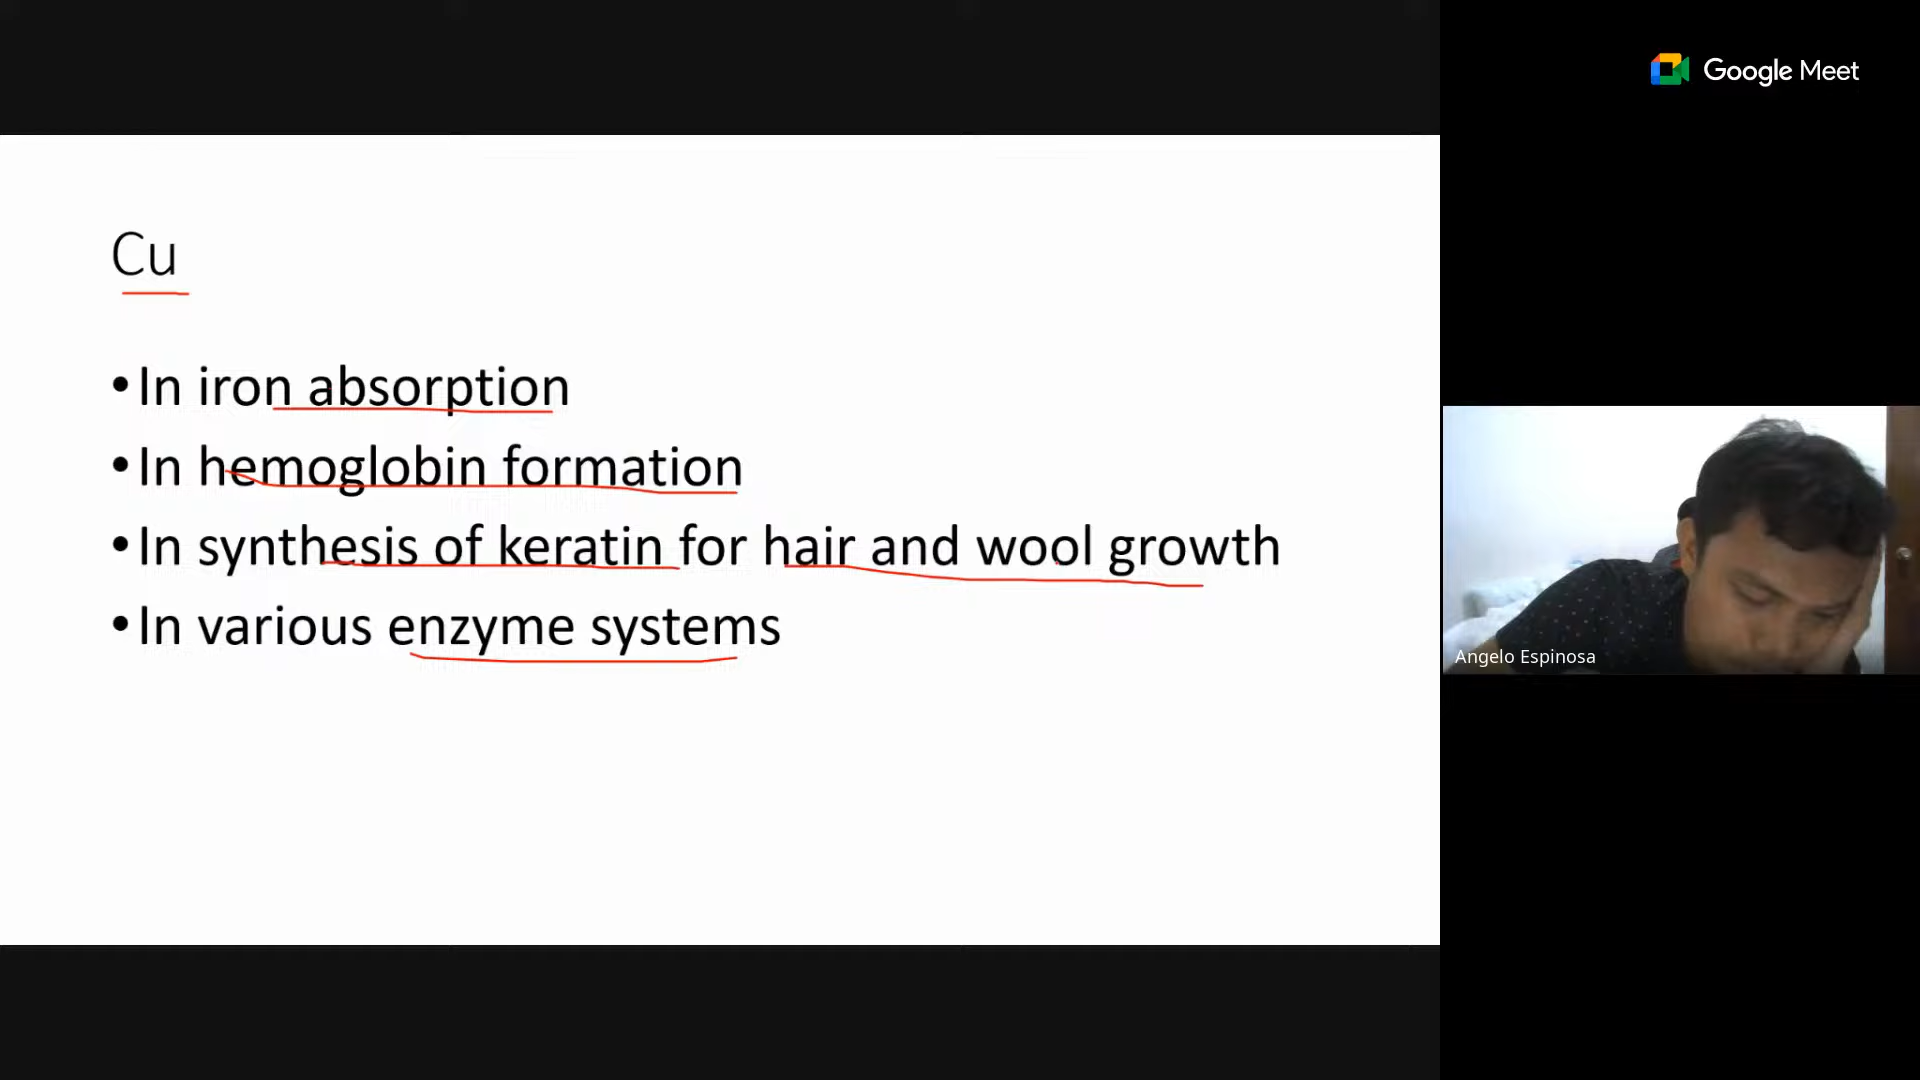 Google Meet
Cu
•In iron absorption
•In hemoglobin formation
•In synthesis of keratin for hair and wool growth
•In various enzyme systems
Angelo Espinosa